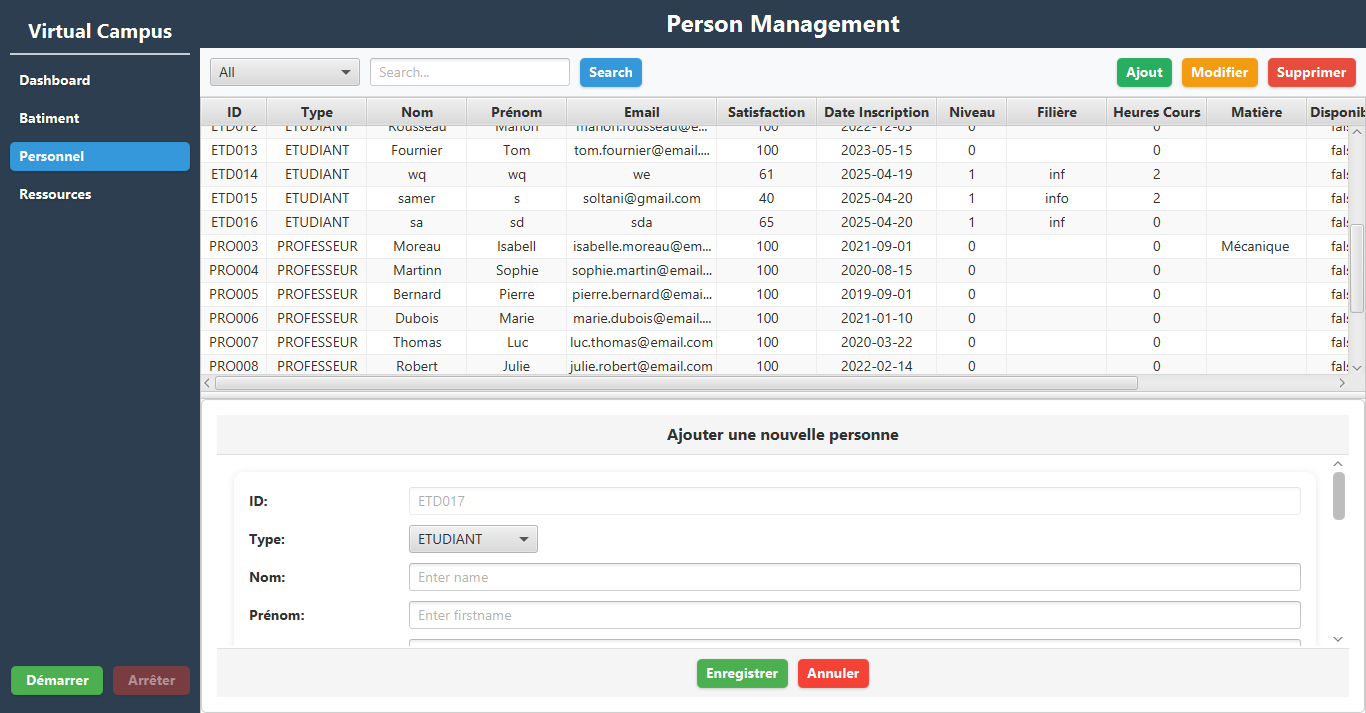 Virtual Campus
Person Management
Dashboard
Batiment
Personnel
Ressources
Démarrer Arrêter
All Search... Search Ajout Modifier Supprimer
ID Type Nom Prénom Email Satisfaction Date Inscription Niveau Filière Heures Cours Matière Disponib
ETD012 ETUDIANT Rousseau Manon manon.rousseau@e... 100 2022-12-05 0 0 fals
ETD013 ETUDIANT Fournier Tom tom.fournier@email.... 100 2023-05-15 0 0 fals
ETD014 ETUDIANT wq wq we 61 2025-04-19 1 inf 2 fals
ETD015 ETUDIANT samer s soltani@gmail.com 40 2025-04-20 1 info 2 fals
ETD016 ETUDIANT sa sd sda 65 2025-04-20 1 inf 0 fals
PRO003 PROFESSEUR Moreau Isabell isabelle.moreau@em... 100 2021-09-01 0 0 Mécanique fals
PRO004 PROFESSEUR Martinn Sophie sophie.martin@email... 100 2020-08-15 0 0 fals
PRO005 PROFESSEUR Bernard Pierre pierre.bernard@emai... 100 2019-09-01 0 0 fals
PRO006 PROFESSEUR Dubois Marie marie.dubois@email.... 100 2021-01-10 0 0 fals
PRO007 PROFESSEUR Thomas Luc luc.thomas@email.com 100 2020-03-22 0 0 fals
PRO008 PROFESSEUR Robert Julie julie.robert@email.com 100 2022-02-14 0 0 fals
Ajouter une nouvelle personne
ID: ETD017
Type: ETUDIANT
Nom: Enter name
Prénom: Enter firstname
Enregistrer Annuler